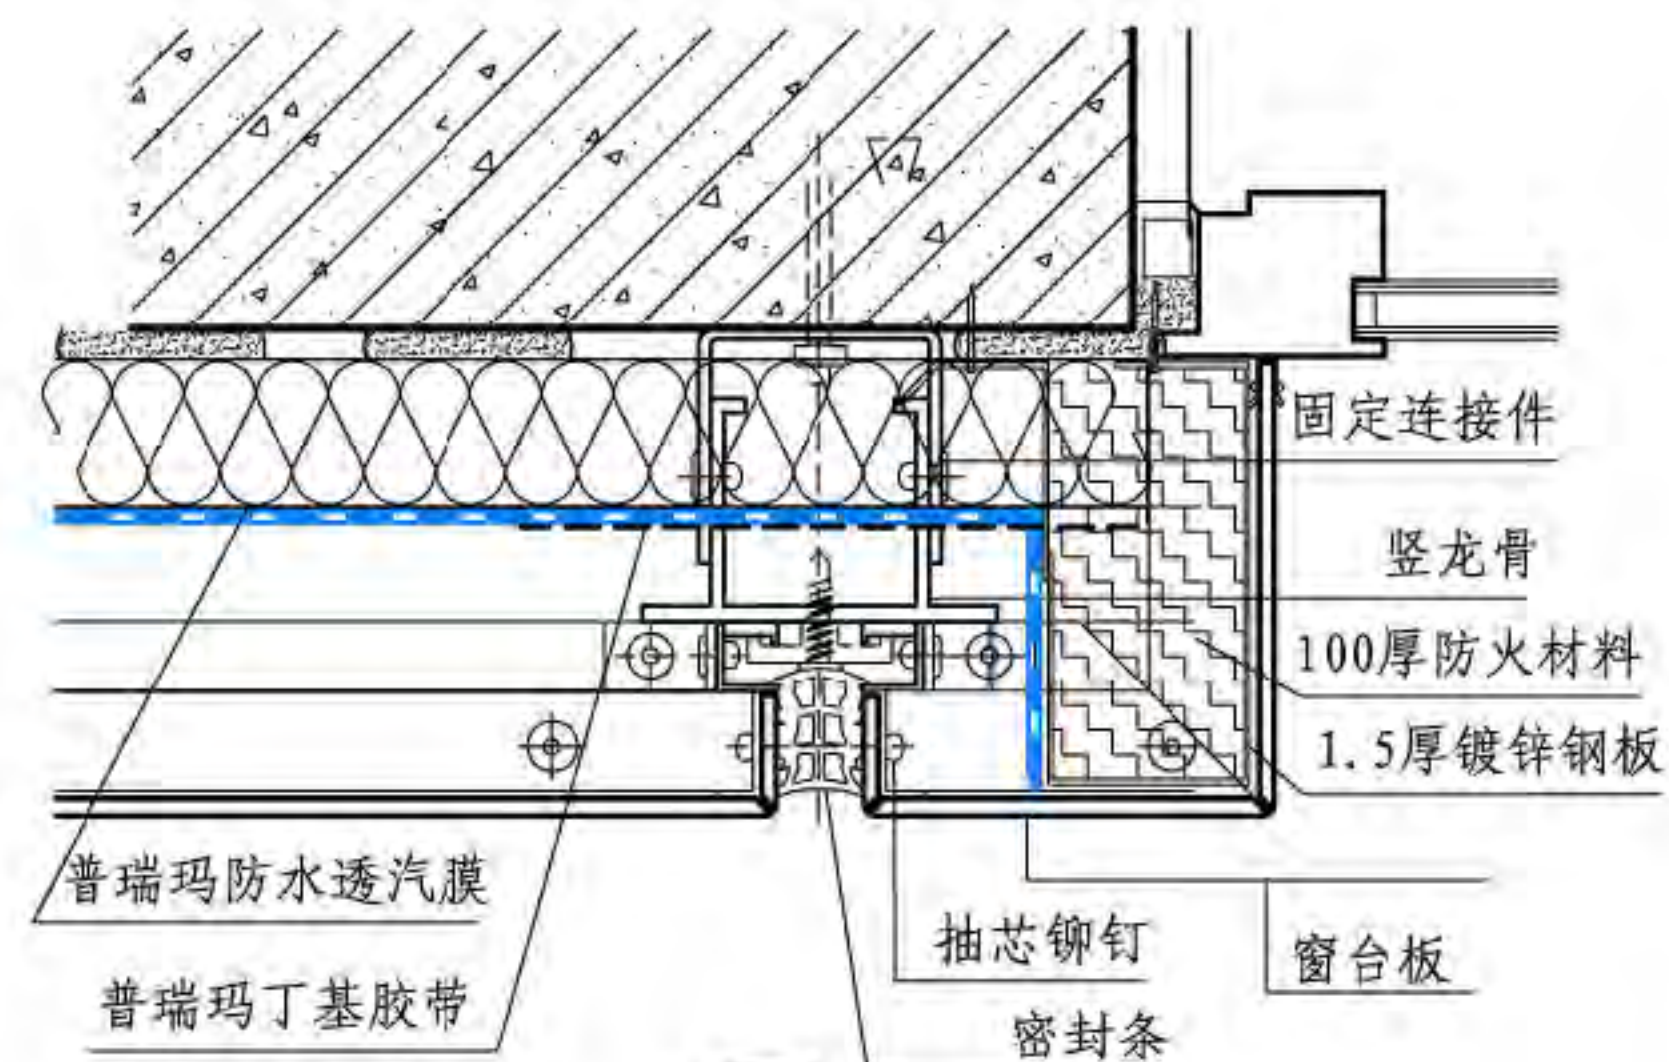 固定连接件
竖龙骨
100厚防火材料
1.5厚镀锌钢板
普瑞玛防水透汽膜
抽芯铆钉
窗台板
普瑞玛丁基胶带
密封条